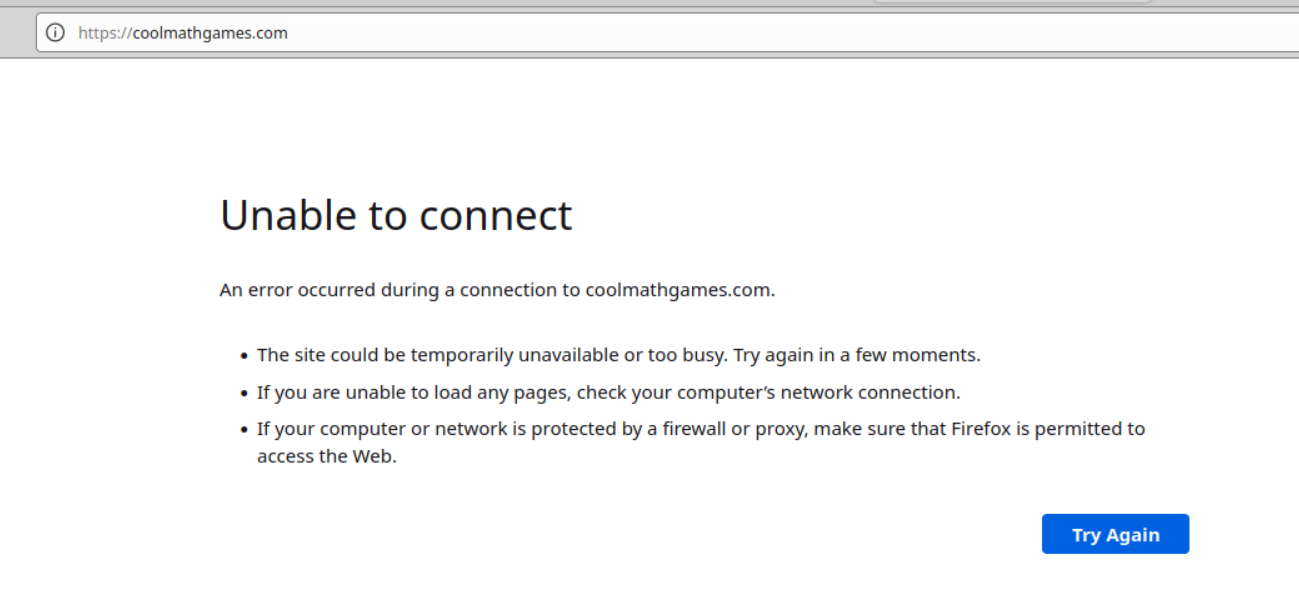 https://coolmathgames.com
Unable to connect
An error occurred during a connection to coolmathgames.com.
• The site could be temporarily unavailable or too busy. Try again in a few moments.
• If you are unable to load any pages, check your computer’s network connection.
• If your computer or network is protected by a firewall or proxy, make sure that Firefox is permitted to
access the Web.
Try Again